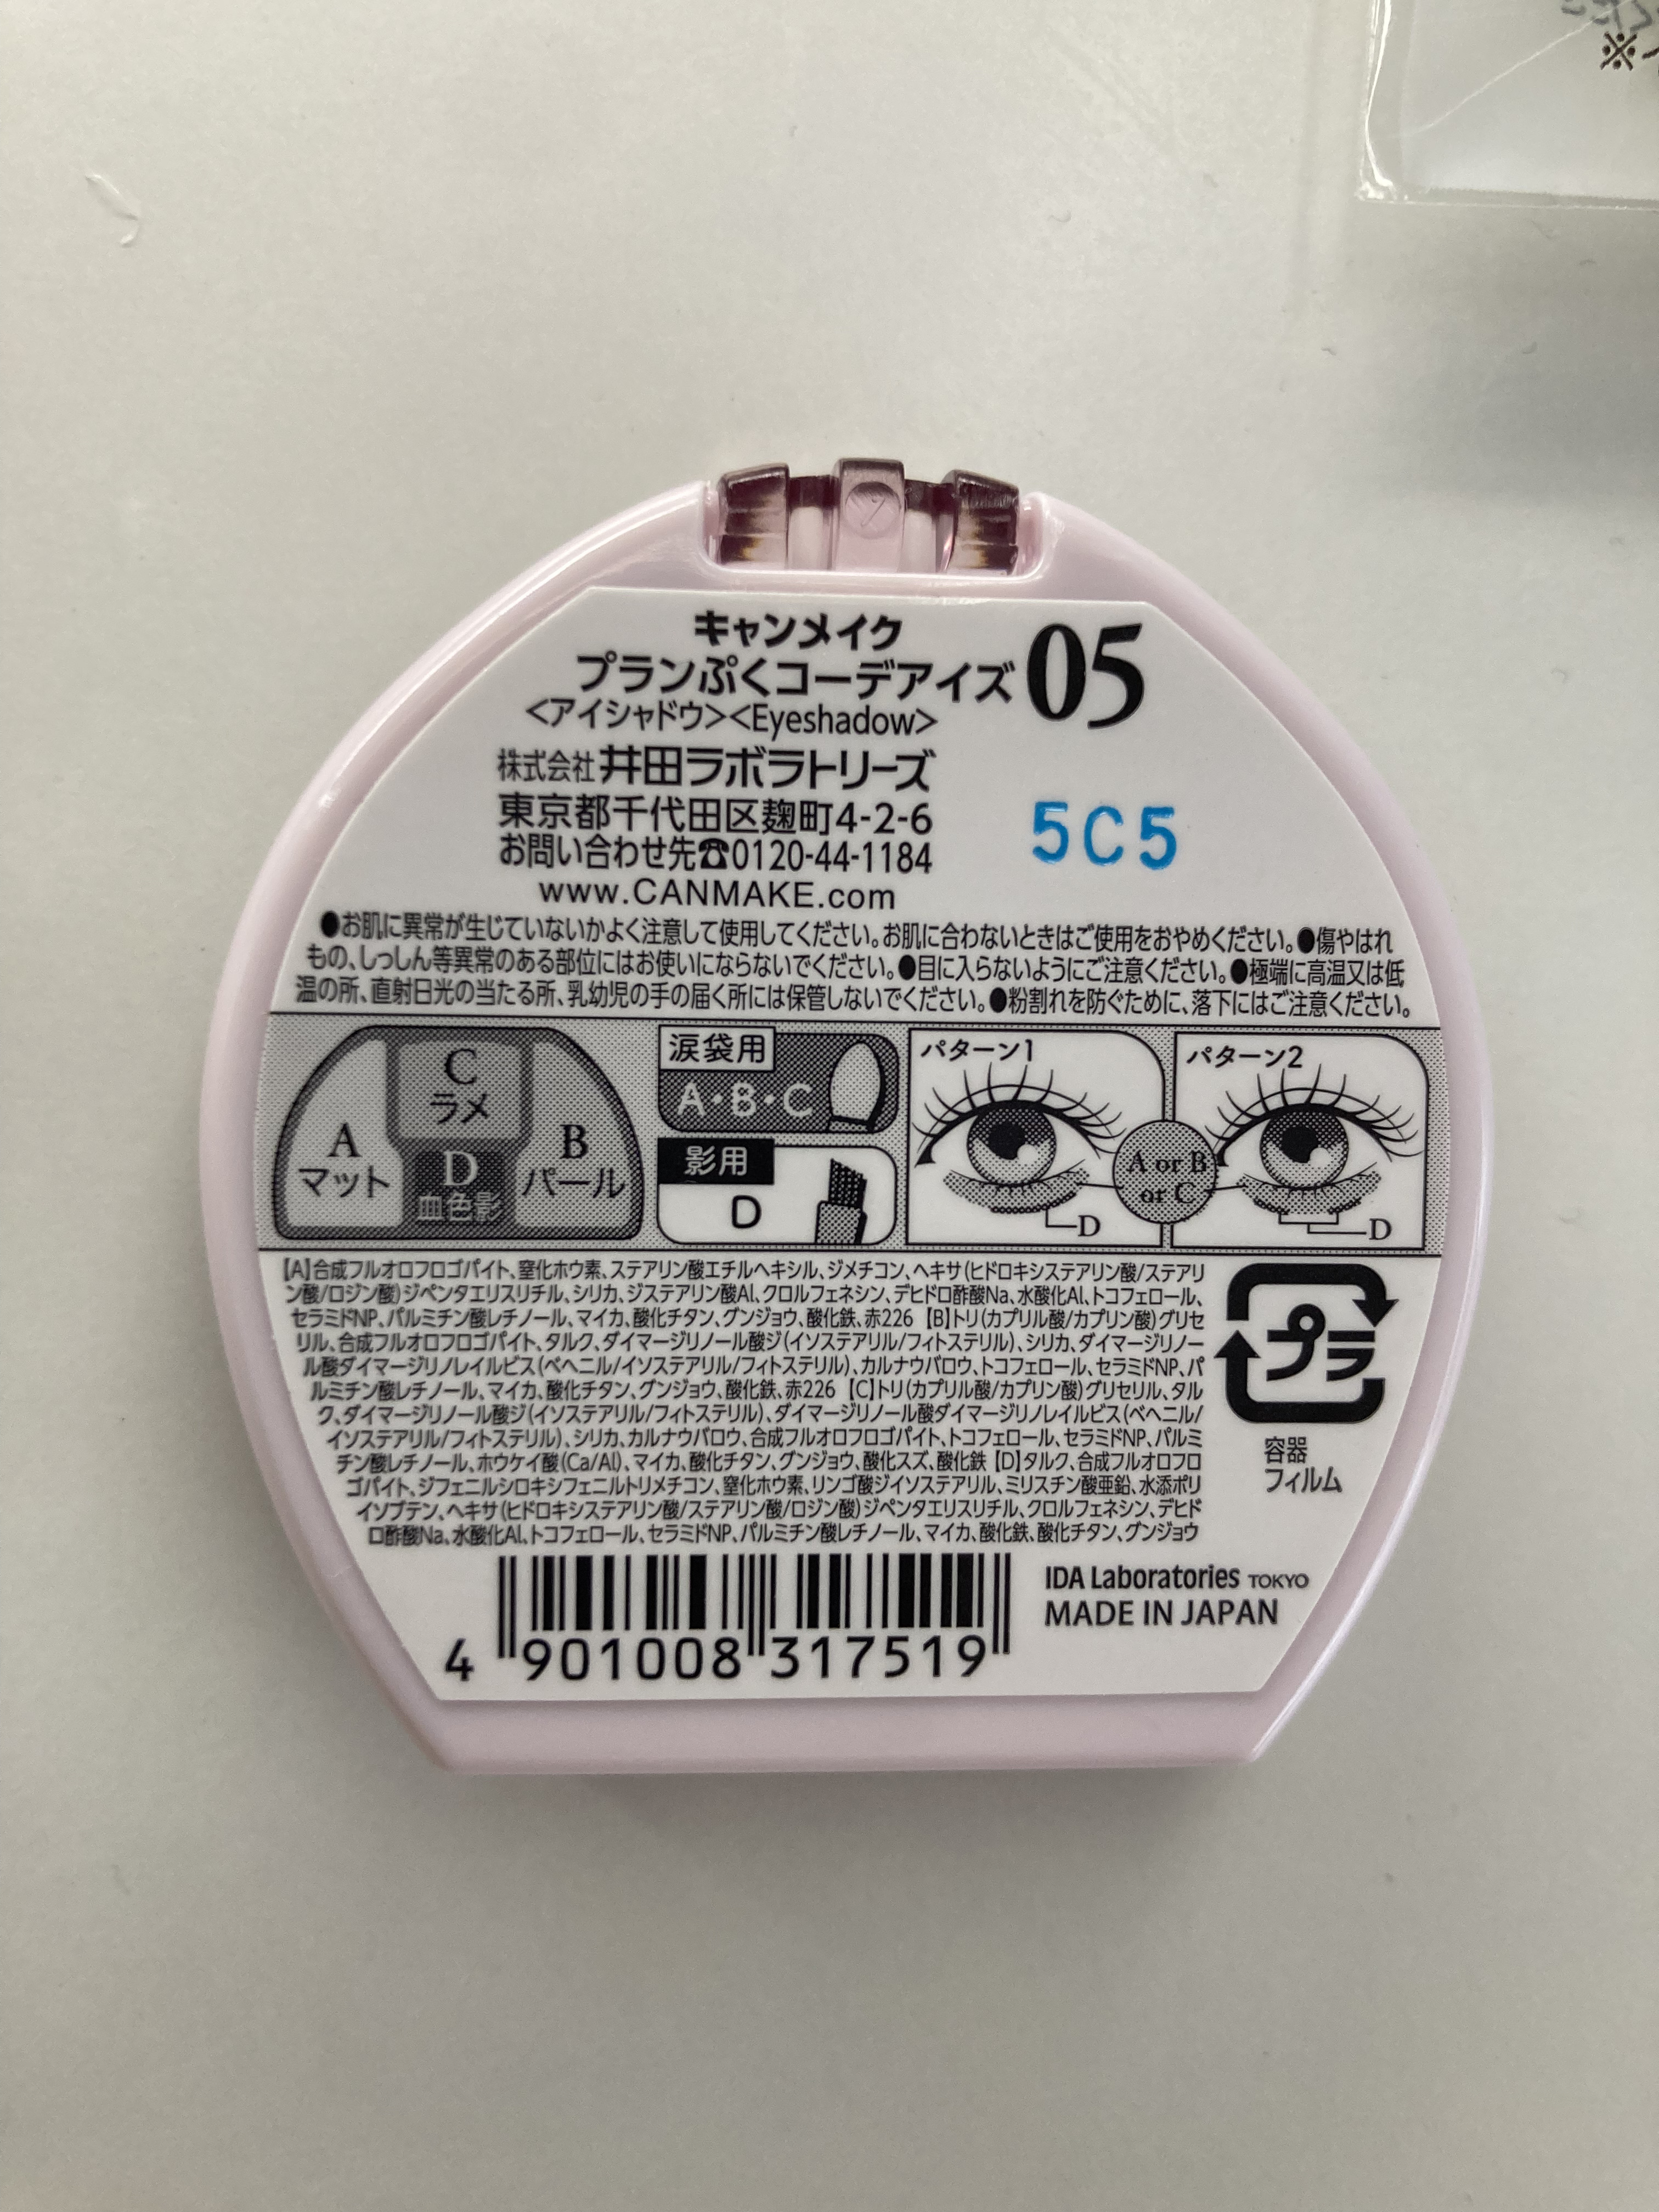 キャンメイク
プランぷくコーデアイズ 05
<アイシャドウ><Eyeshadow>
株式会社 井田ラボラトリーズ
東京都千代田区麹町4-2-6
お問い合わせ先☎0120-44-1184
5C5
www.CANMAKE.com
●お肌に異常が生じていないかよく注意して使用してください。お肌に合わないときはご使用をおやめください。●傷やはれ
もの、しっしん等異常のある部位にはお使いにならないでください。●目に入らないようにご注意ください。●極端に高温又は低
温の所、直射日光の当たる所、乳幼児の手の届く所には保管しないでください。●粉割れを防ぐために、落下にはご注意ください。
A
マット
C
ラメ
D
血色影
B
パール
涙袋用
A・B・C
影用
D
パターン1
D
A or B
or C
パターン2
D
【A】合成フルオロフロゴパイト、窒化ホウ素、ステアリン酸エチルヘキシル、ジメチコン、ヘキサ(ヒドロキシステアリン酸/ステアリ
ン酸/ロジン酸)ジペンタエリスリチル、シリカ、ジステアリン酸Al、クロルフェネシン、デヒドロ酢酸Na、水酸化Al、トコフェロール、
セラミドNP、パルミチン酸レチノール、マイカ、酸化チタン、グンジョウ、酸化鉄、赤226 【B】トリ(カプリル酸/カプリン酸)グリセ
リル、合成フルオロフロゴパイト、タルク、ダイマージリノール酸ジ(イソステアリル/フィトステリル)、シリカ、ダイマージリノー
ル酸ダイマージリノレイルビス(ベヘニル/イソステアリル/フィトステリル)、カルナウバロウ、トコフェロール、セラミドNP、パ
ルミチン酸レチノール、マイカ、酸化チタン、グンジョウ、酸化鉄、赤226 【C】トリ(カプリル酸/カプリン酸)グリセリル、タル
ク、ダイマージリノール酸ジ(イソステアリル/フィトステリル)、ダイマージリノール酸ダイマージリノレイルビス(ベヘニル/
イソステアリル/フィトステリル)、シリカ、カルナウバロウ、合成フルオロフロゴパイト、トコフェロール、セラミドNP、パルミ
チン酸レチノール、ホウケイ酸(Ca/Al)、マイカ、酸化チタン、グンジョウ、酸化スズ、酸化鉄【D】タルク、合成フルオロフロ
ゴパイト、ジフェニルシロキシフェニルトリメチコン、窒化ホウ素、リンゴ酸ジイソステアリル、ミリスチン酸亜鉛、水添ポリ
イソブテン、ヘキサ(ヒドロキシステアリン酸/ステアリン酸/ロジン酸)ジペンタエリスリチル、クロルフェネシン、デヒド
ロ酢酸Na、水酸化Al、トコフェロール、セラミドNP、パルミチン酸レチノール、マイカ、酸化鉄、酸化チタン、グンジョウ
プラ
容器
フィルム
4 901008 317519
IDA Laboratories TOKYO
MADE IN JAPAN